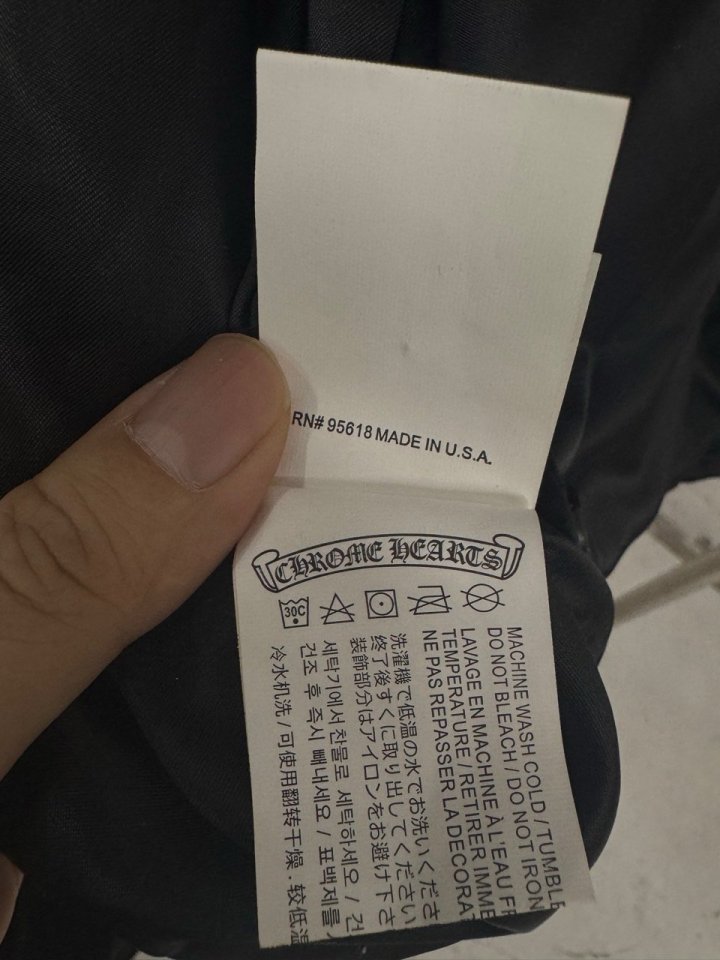 RN# 95618 MADE IN U.S.A.
CHROME HEARTS
30C
MACHINE WASH COLD / TUMBLE
DO NOT BLEACH / DO NOT IRON
LAVAGE EN MACHINE À L'EAU FR
TEMPERATURE / RETIRER IMME
NE PAS REPASSER LA DECORAT
洗濯機で低温の水でお洗いくださ
終了後すぐに取り出してください
装飾部分はアイロンをお避け下さ
세탁기에서 찬물로 세탁하세오 / 건
건조 후 즉시 빼내세요 / 표백제를
冷水机洗 / 可使用翻转干燥 . 较低温